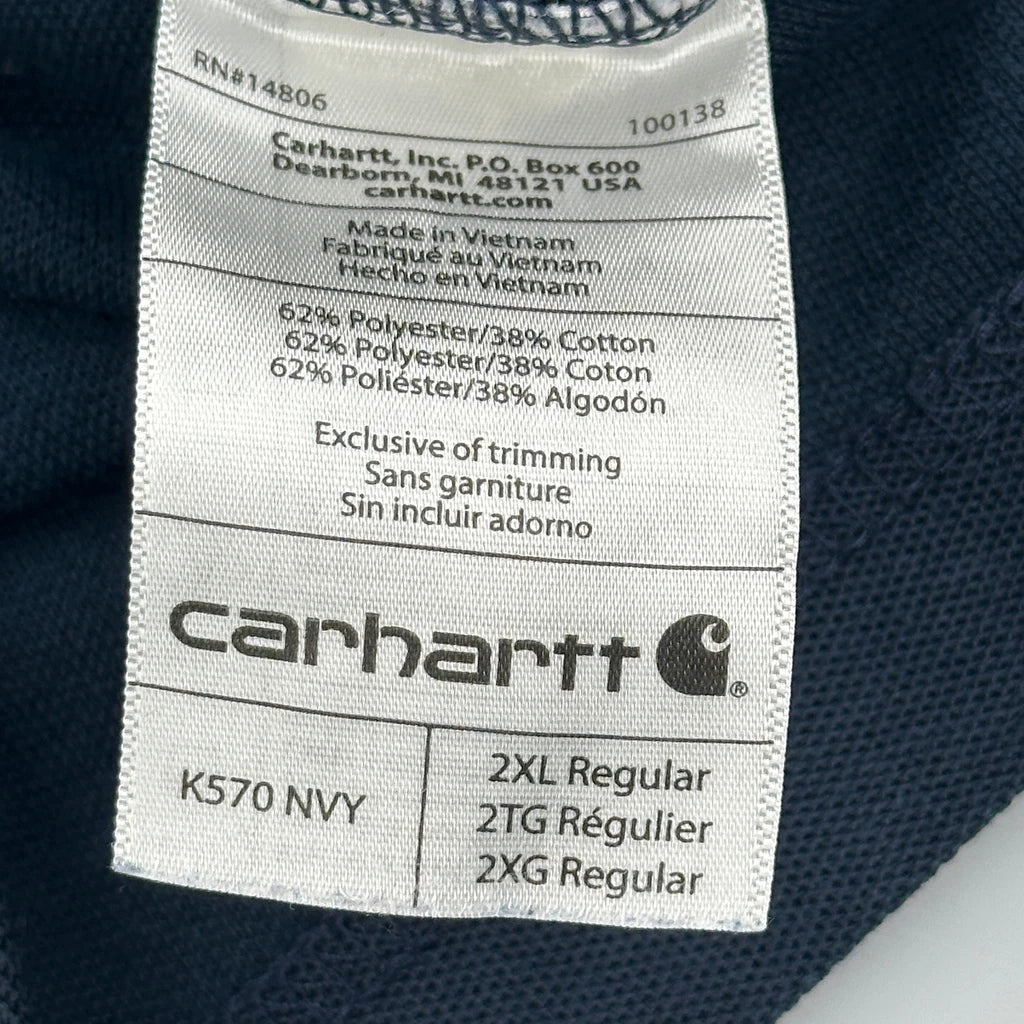 RN#14806
100138
Carhartt, Inc. P.O. Box 600
Dearborn, MI 48121 USA
carhartt.com
Made in Vietnam
Fabriqué au Vietnam
Hecho en Vietnam
62% Polyester/38% Cotton
62% Polyester/38% Coton
62% Poliéster/38% Algodón
Exclusive of trimming
Sans garniture
Sin incluir adorno
carhartt ®
K570 NVY
2XL Regular
2TG Régulier
2XG Regular